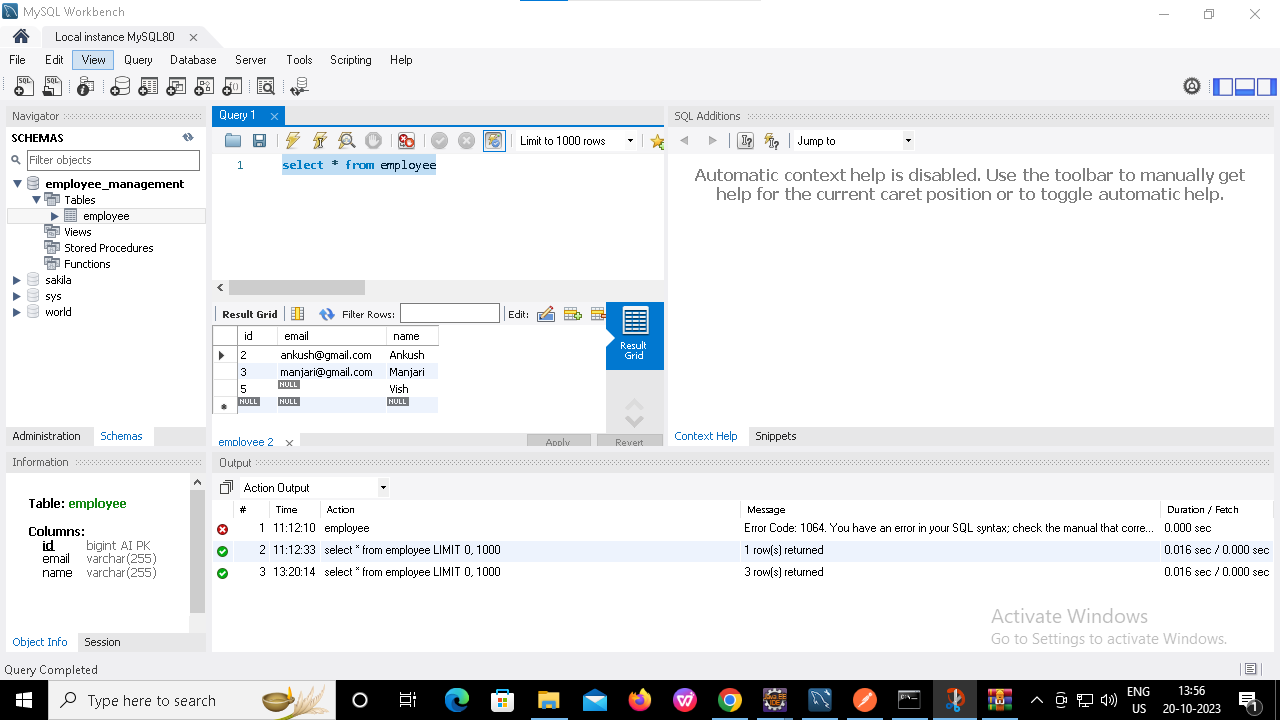 MySQL Workbench
Local instance MySQL80
File Edit View Query Database Server Tools Scripting Help
Navigator
SCHEMAS
Filter objects
employee_management
Tables
employee
Views
Stored Procedures
Functions
sakila
sys
world
Administration Schemas
Query 1
Limit to 1000 rows
1 select * from employee
Result Grid Filter Rows: Edit:
id email name
2 ankush@gmail.com Ankush
3 manjari@gmail.com Manjari
5 NULL Vish
NULL NULL NULL
Result
Grid
employee 2 Apply Revert
SQL Additions
Jump to
Automatic context help is disabled. Use the toolbar to manually get
help for the current caret position or to toggle automatic help.
Context Help Snippets
Information
Table: employee
Columns:
id bigint AI PK
email varchar(255)
name varchar(255)
Object Info Session
Output
Action Output
# Time Action Message Duration / Fetch
1 11:12:10 employee Error Code: 1064. You have an error in your SQL syntax; check the manual that corre... 0.000 sec
2 11:12:33 select * from employee LIMIT 0, 1000 1 row(s) returned 0.016 sec / 0.000 sec
3 13:20:14 select * from employee LIMIT 0, 1000 3 row(s) returned 0.016 sec / 0.000 sec
Activate Windows
Go to Settings to activate Windows.
Query Completed
Type here to search
ENG
US
13:56
20-10-2023
1